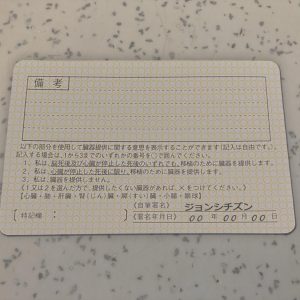 備考
以下の部分を使用して臓器提供に関する意思を表示することができます(記入は自由です。)
記入する場合は、1から3までのいずれかの番号を○で囲んでください。
1. 私は、脳死後及び心臓が停止した死後のいずれでも、移植のために臓器を提供します。
2. 私は、心臓が停止した死後に限り、移植のために臓器を提供します。
3. 私は、臓器を提供しません。
《1又は2を選んだ方で、提供したくない臓器があれば、×をつけてください。》
【心臓・肺・肝臓・腎(じん)臓・膵(すい)臓・小腸・眼球】
《自筆署名》 ジョンシチズン
〔特記欄: 〕 《署名年月日》 00 年 00 月 00 日